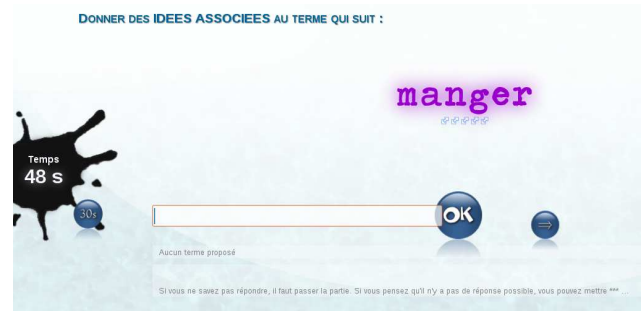 DONNER DES IDEES ASSOCIEES AU TERME QUI SUIT :
manger
Temps
48 s
30s
OK
Aucun terme proposé
Si vous ne savez pas répondre, il faut passer la partie. Si vous pensez qu'il n'y a pas de réponse possible, vous pouvez mettre ***